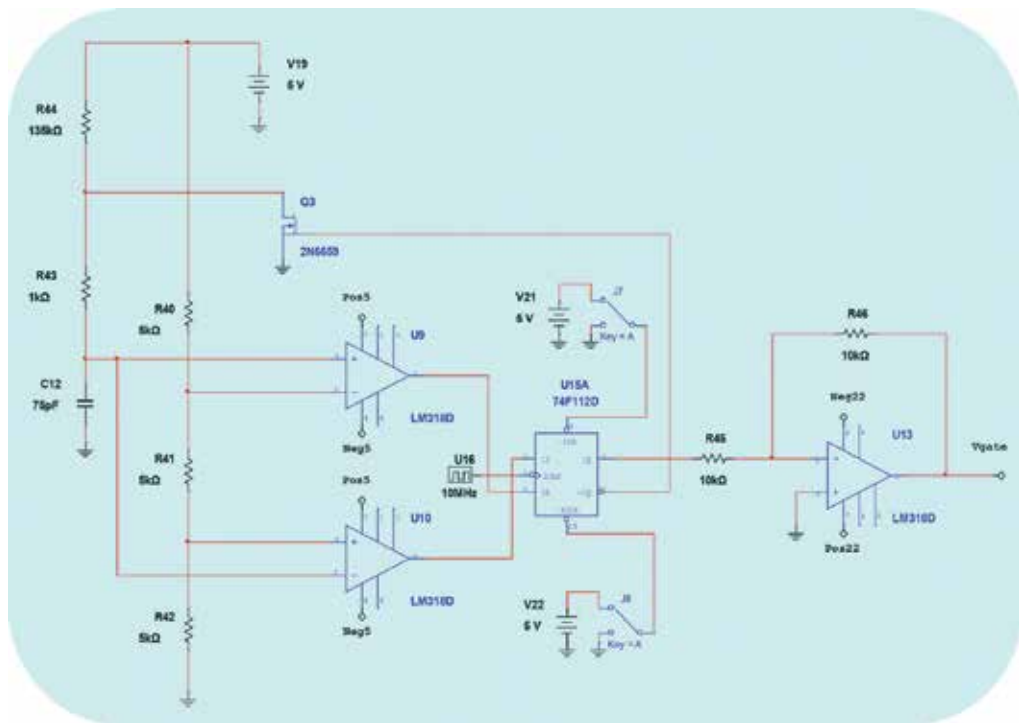 V19
5 V
R44
135kΩ
Q3
2N6659
R43
1kΩ
Pos5
V21
5 V
J7
Key = A
R46
10kΩ
R40
5kΩ
U9
C12
75pF
LM318D
U15A
74F112D
Neg22
U13
Neg5
R45
10kΩ
Vgate
R41
5kΩ
Pos5
U16
10MHz
U10
LM318D
Pos22
LM318D
R42
5kΩ
Neg5
V22
5 V
J8
Key = A